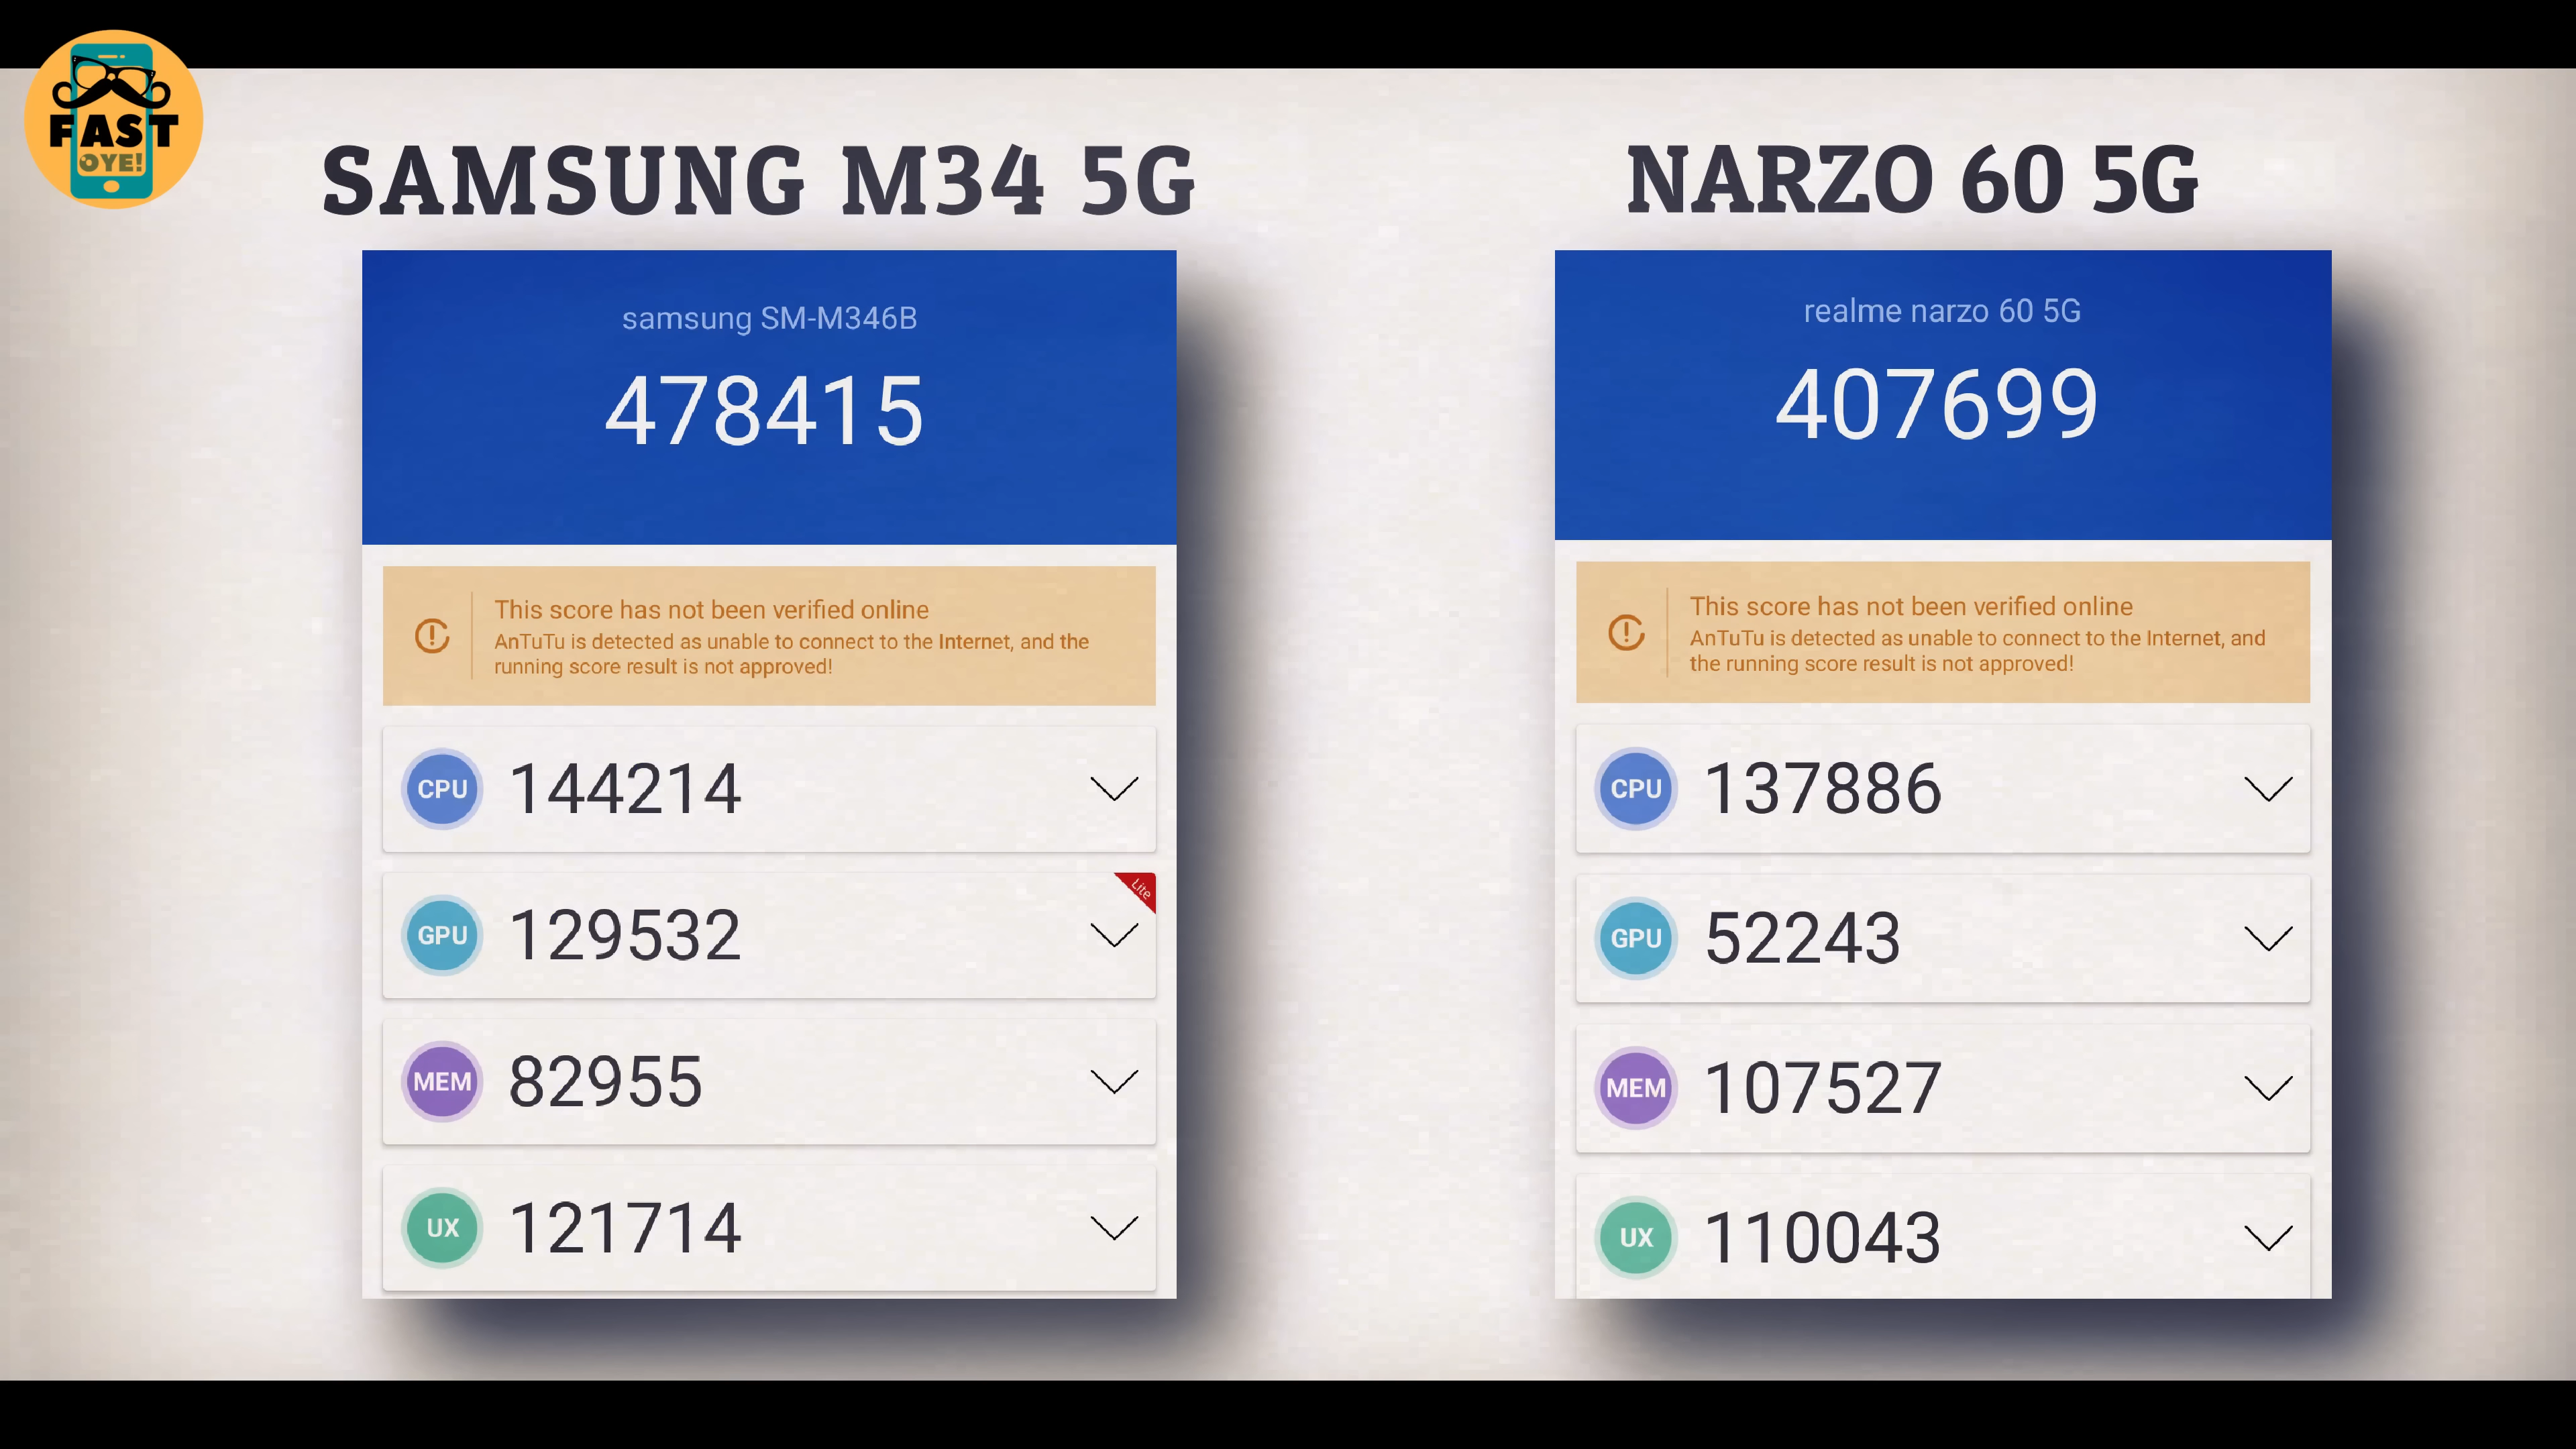 FAST
OYE!
SAMSUNG M34 5G
samsung SM-M346B
478415
This score has not been verified online
AnTuTu is detected as unable to connect to the Internet, and the
running score result is not approved!
CPU 144214
Lite
GPU 129532
MEM 82955
UX 121714
NARZO 60 5G
realme narzo 60 5G
407699
This score has not been verified online
AnTuTu is detected as unable to connect to the Internet, and
the running score result is not approved!
CPU 137886
GPU 52243
MEM 107527
UX 110043